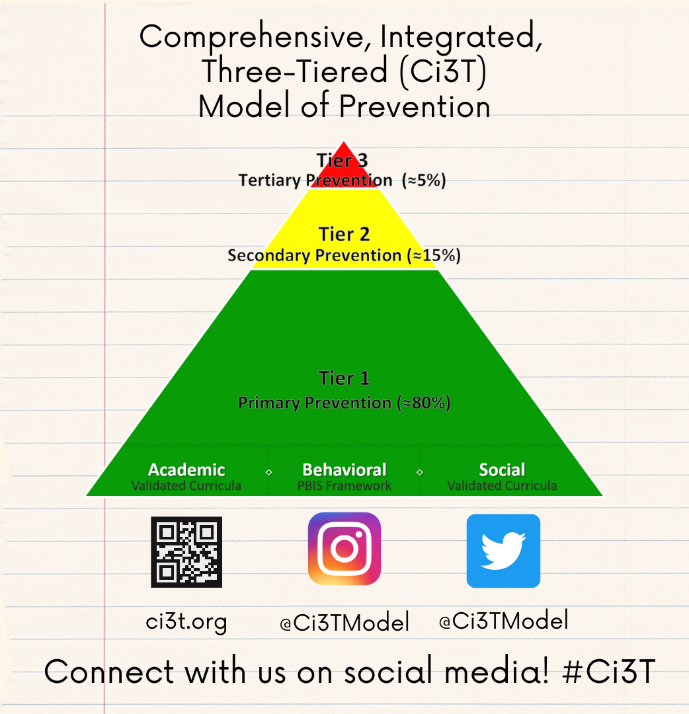 Comprehensive, Integrated,
Three-Tiered (Ci3T)
Model of Prevention
Tier 3
Tertiary Prevention (≈5%)
Tier 2
Secondary Prevention (≈15%)
Tier 1
Primary Prevention (≈80%)
Academic ◇ Behavioral ◇ Social
Validated Curricula PBIS Framework Validated Curricula
ci3t.org @Ci3TModel @Ci3TModel
Connect with us on social media! #Ci3T